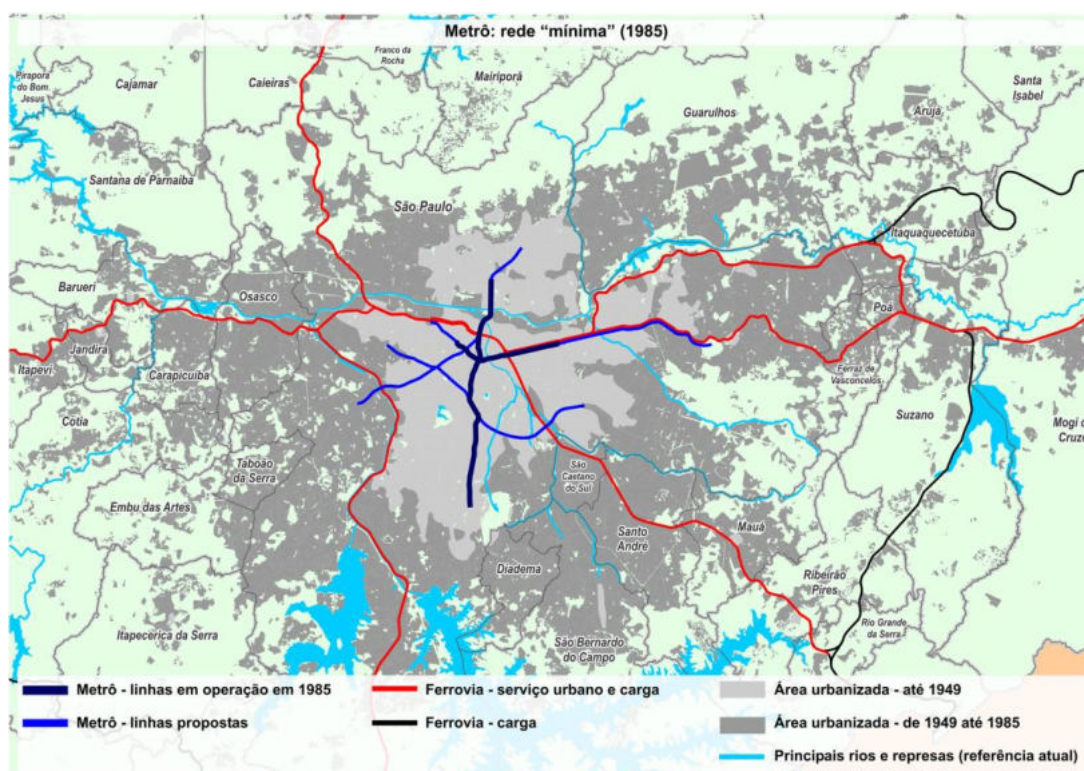 Metrô: rede “mínima” (1985)
Franco da
Rocha
Pirapora
do Bom
Jesus
Cajamar
Caieiras
Mairiporã
Santa
Isabel
Guarulhos
Arujá
Santana de Parnaíba
São Paulo
Itaquaquecetuba
Barueri
Osasco
Poá
Jandira
Itapevi
Carapicuíba
Ferraz de
Vasconcelos
Cotia
Suzano
Mogi d
Cruze
Taboão
da Serra
São
Caetano
do Sul
Embu das Artes
Santo
André
Mauá
Diadema
Ribeirão
Pires
Itapecerica da Serra
São Bernardo
do Campo
Rio Grande
da Serra
Metrô - linhas em operação em 1985
Metrô - linhas propostas
Ferrovia - serviço urbano e carga
Ferrovia - carga
Área urbanizada - até 1949
Área urbanizada - de 1949 até 1985
Principais rios e represas (referência atual)